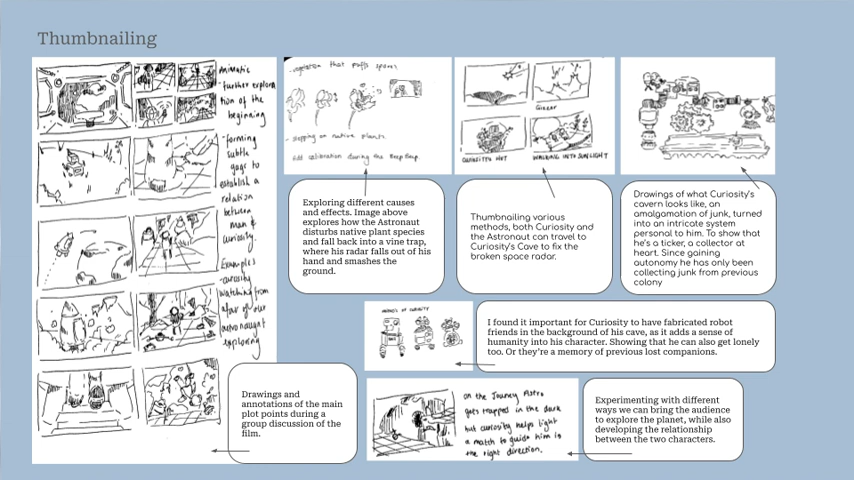 Thumbnailing
Animatic
- further explora
tion of the
beginning
- forming
subtle
gags to
establish a
relation
between
man &
curiosity.
Examples
- curiosity
watching from
afar of our
exploring
- vegetation that puffs spores
- stepping on native plants.
during the
Geezer
CURIOSITY'S HUT
WALKING INTO SUNLIGHT
Exploring different causes
and effects. Image above
explores how the Astronaut
disturbs native plant species
and fall back into a vine trap,
where his radar falls out of his
hand and smashes the
ground.
Thumbnailing various
methods, both Curiosity and
the Astronaut can travel to
Curiosity's Cave to fix the
broken space radar.
Drawings of what Curiosity's
cavern looks like, an
amalgamation of junk, turned
into an intricate system
personal to him. To show that
he's a ticker, a collector at
heart. Since gaining
autonomy he has only been
collecting junk from previous
colony
OF CURIOSITY
I found it important for Curiosity to have fabricated robot
friends in the background of his cave, as it adds a sense of
humanity into his character. Showing that he can also get lonely
too. Or they're a memory of previous lost companions.
Drawings and
annotations of the main
plot points during a
group discussion of the
film.
on the Journey Astro
gets trapped in the dark
but curiosity helps light
a match to guide him in
the right direction.
Experimenting with different
ways we can bring the audience
to explore the planet, while also
developing the relationship
between the two characters.